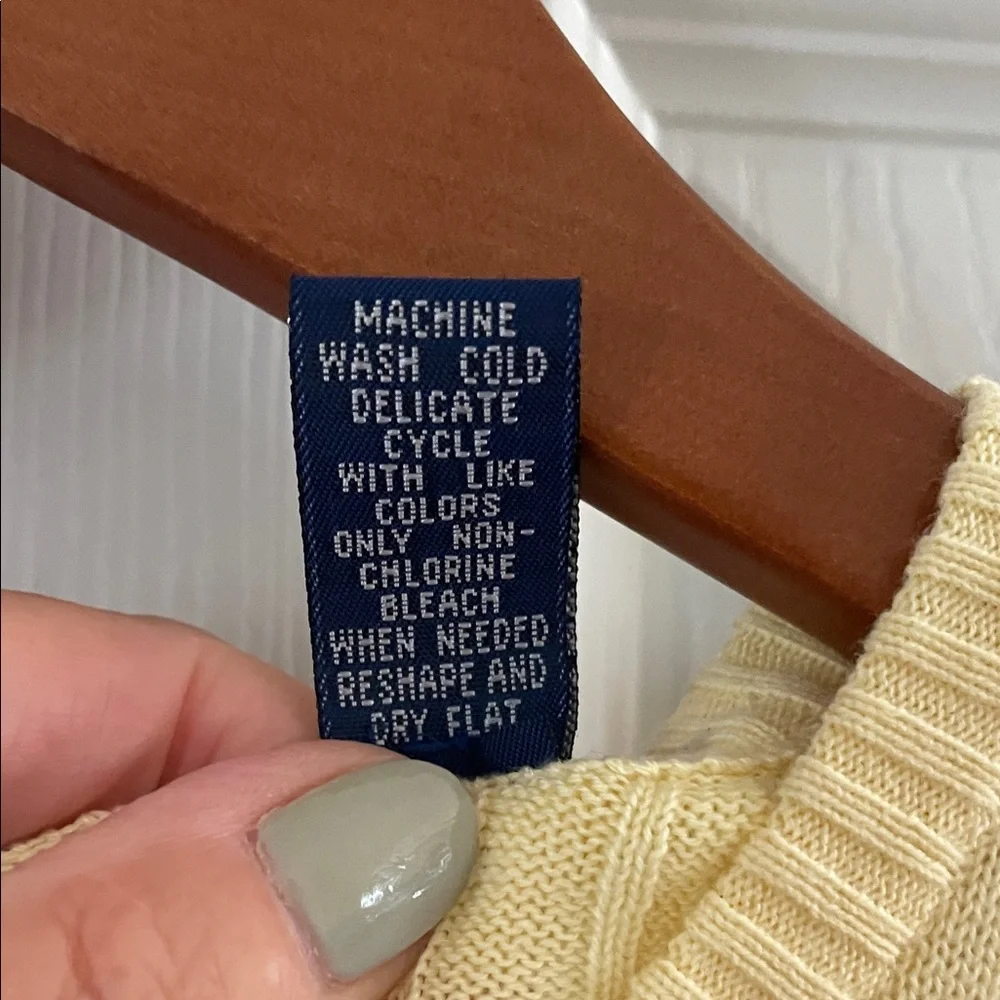 MACHINE
WASH COLD
DELICATE
CYCLE
WITH LIKE
COLORS
ONLY NON-
CHLORINE
BLEACH
WHEN NEEDED
RESHAPE AND
DRY FLAT